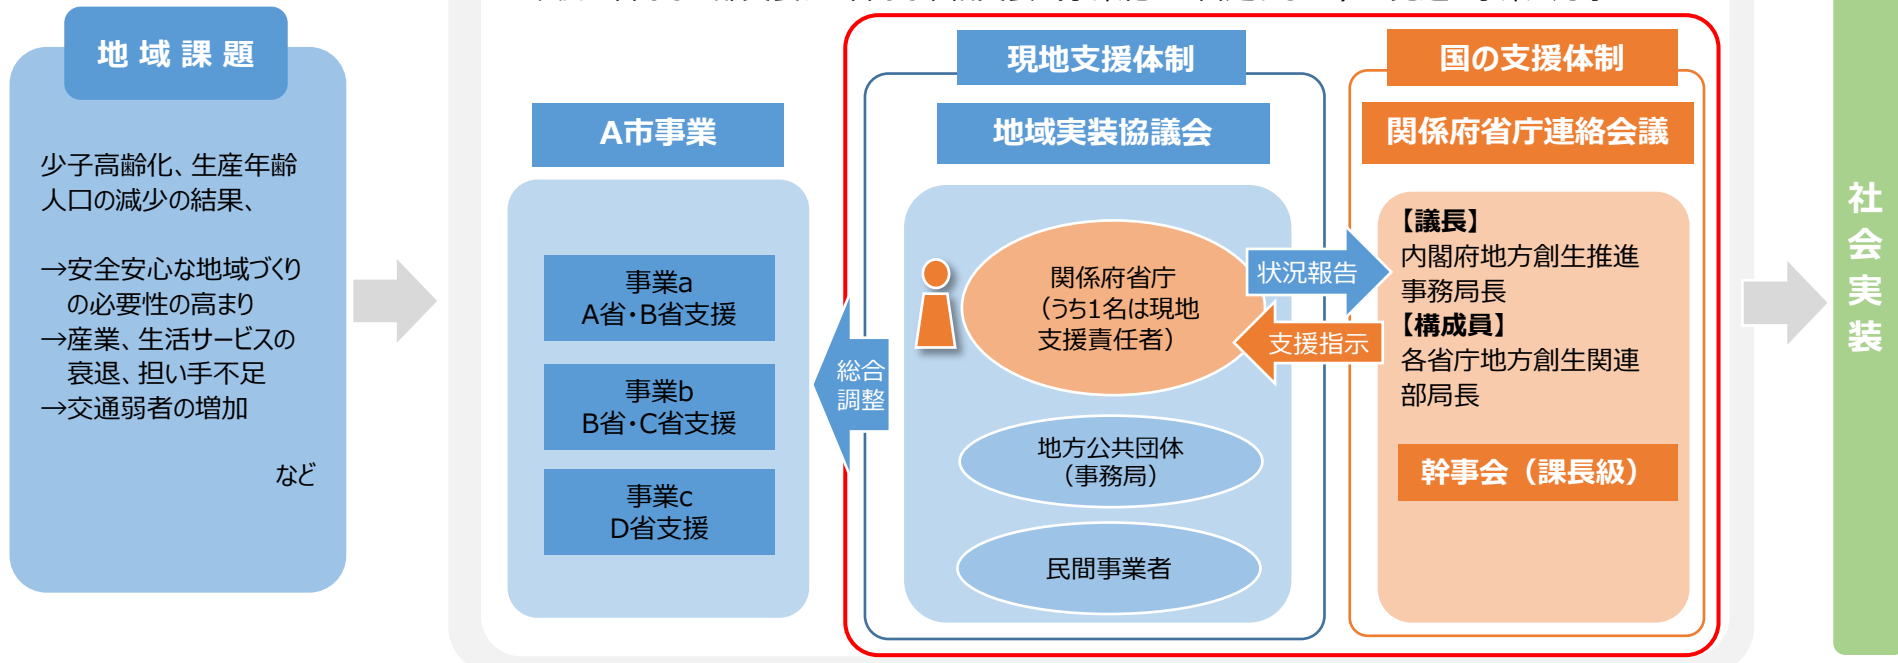 地域課題
少子高齢化、生産年齢
人口の減少の結果、
→安全安心な地域づくり
の必要性の高まり
→産業、生活サービスの
衰退、担い手不足
→交通弱者の増加
など
A市事業
事業a
A省・B省支援
事業b
B省・C省支援
事業c
D省支援
総合
調整
現地支援体制
地域実装協議会
関係府省庁
（うち1名は現地
支援責任者）
地方公共団体
（事務局）
民間事業者
状況報告
支援指示
国の支援体制
関係府省庁連絡会議
【議長】
内閣府地方創生推進
事務局長
【構成員】
各省庁地方創生関連
部局長
幹事会（課長級）
社会実装